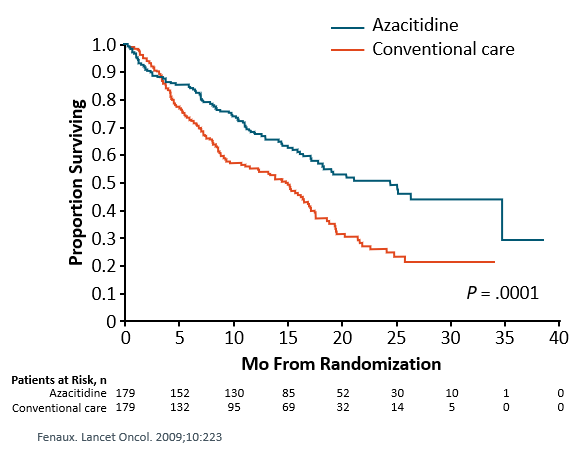 Azacitidine
Conventional care
1.0
0.9
0.8
0.7
0.6
0.5
0.4
0.3
0.2
0.1
0
Proportion Surviving
P = .0001
0 5 10 15 20 25 30 35 40
Mo From Randomization
Patients at Risk, n
Azacitidine 179 152 130 85 52 30 10 1 0
Conventional care 179 132 95 69 32 14 5 0 0
Fenaux. Lancet Oncol. 2009;10:223